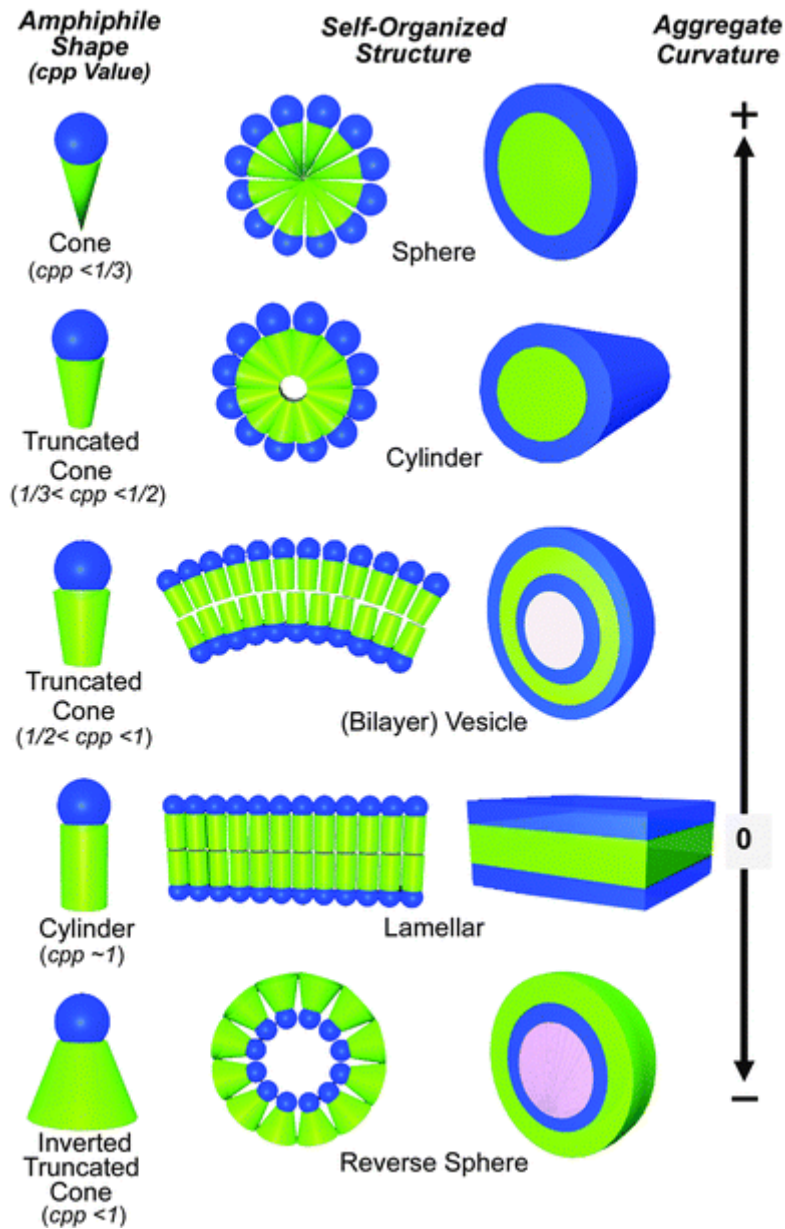 Amphiphile
Shape
(cpp Value)
Self-Organized
Structure
Aggregate
Curvature
+
Cone
(cpp <1/3)
Sphere
Truncated
Cone
(1/3< cpp <1/2)
Cylinder
Truncated
Cone
(1/2< cpp <1)
(Bilayer) Vesicle
0
Cylinder
(cpp ~1)
Lamellar
Inverted
Truncated
Cone
(cpp <1)
Reverse Sphere
−